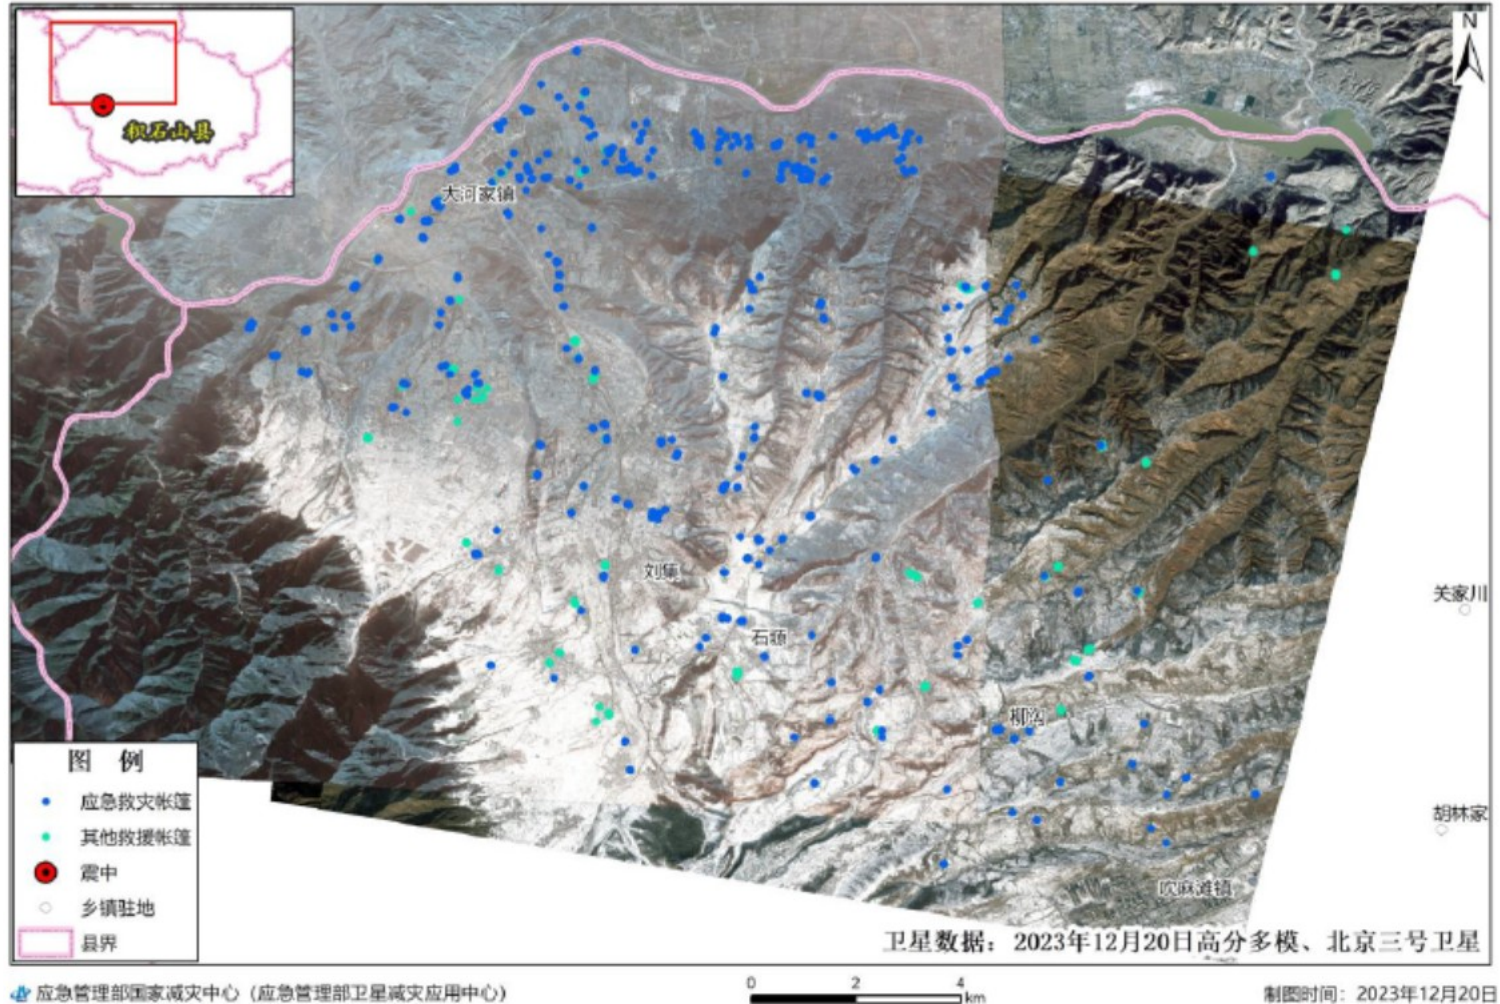 N
积石山县
大河家镇
刘集
石塬
关家川
柳沟
胡林家
吹麻滩镇
图 例
应急救灾帐篷
其他救援帐篷
震中
乡镇驻地
县界
卫星数据：2023年12月20日高分多模、北京三号卫星
应急管理部国家减灾中心（应急管理部卫星减灾应用中心）
0 2 4 km
制图时间：2023年12月20日